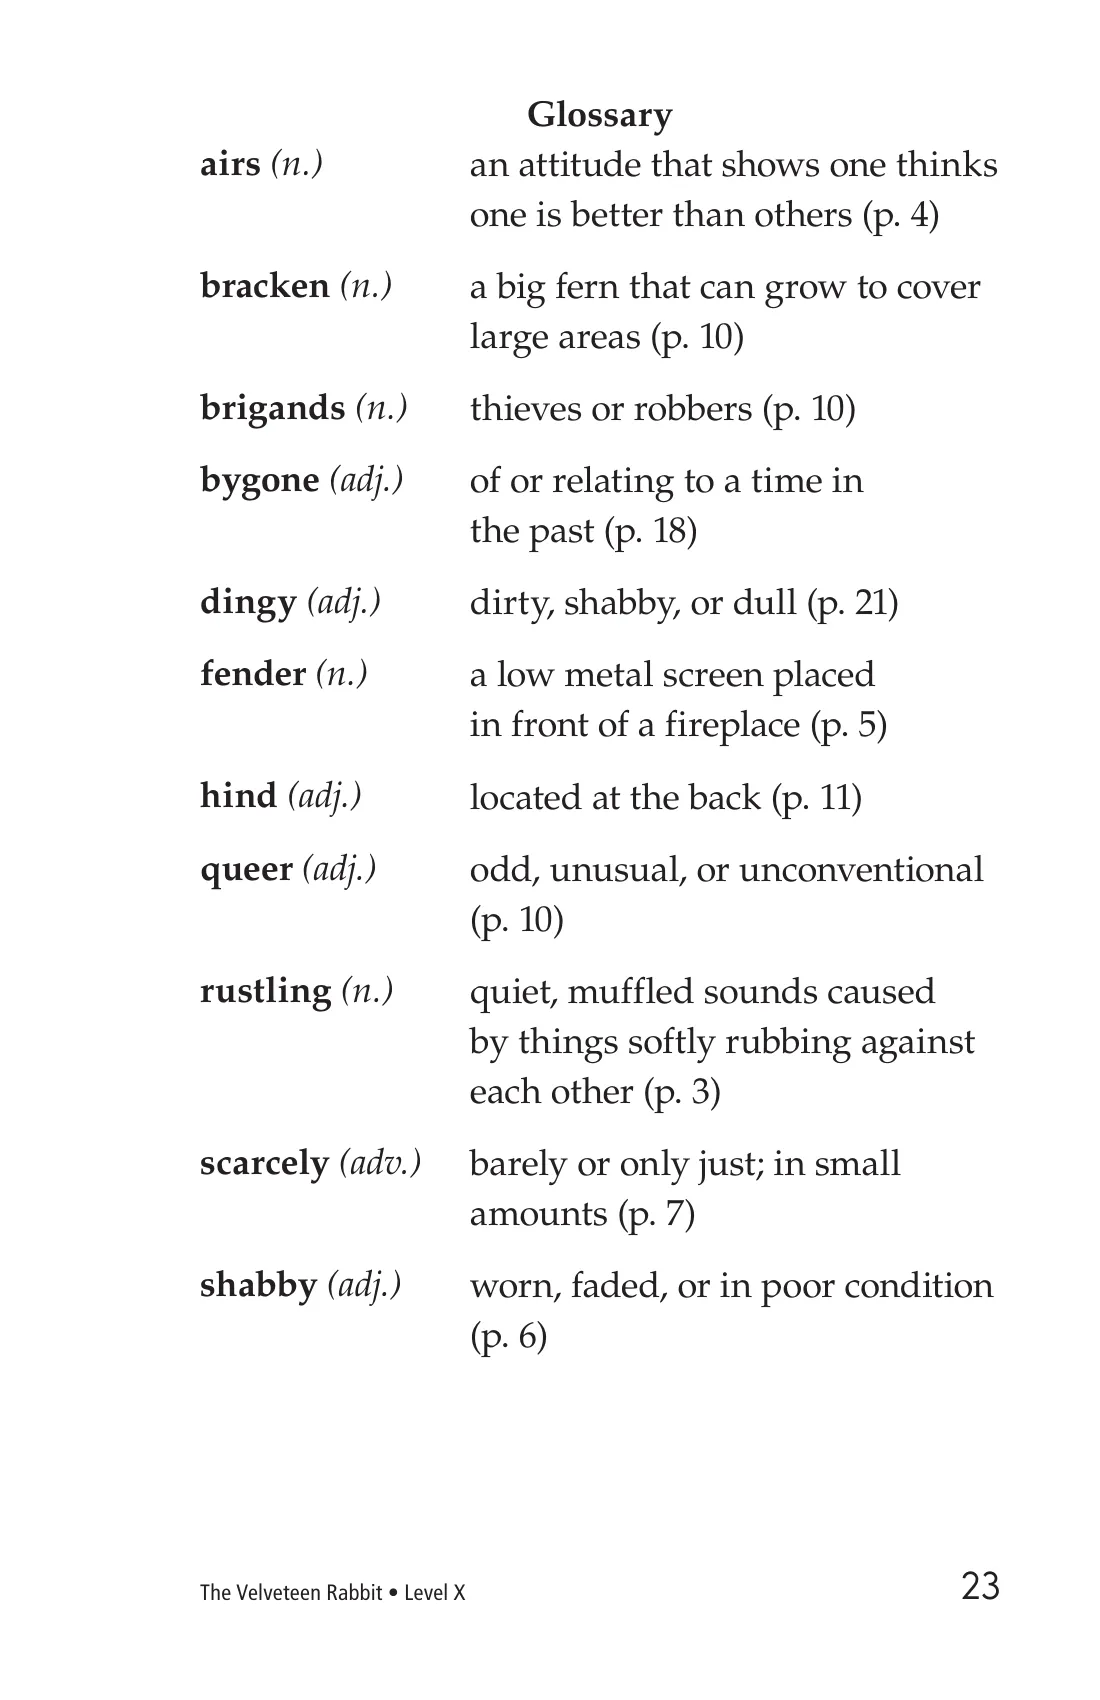 Glossary
airs (n.) an attitude that shows one thinks
one is better than others (p. 4)
bracken (n.) a big fern that can grow to cover
large areas (p. 10)
brigands (n.) thieves or robbers (p. 10)
bygone (adj.) of or relating to a time in
the past (p. 18)
dingy (adj.) dirty, shabby, or dull (p. 21)
fender (n.) a low metal screen placed
in front of a fireplace (p. 5)
hind (adj.) located at the back (p. 11)
queer (adj.) odd, unusual, or unconventional
(p. 10)
rustling (n.) quiet, muffled sounds caused
by things softly rubbing against
each other (p. 3)
scarcely (adv.) barely or only just; in small
amounts (p. 7)
shabby (adj.) worn, faded, or in poor condition
(p. 6)
The Velveteen Rabbit • Level X 23